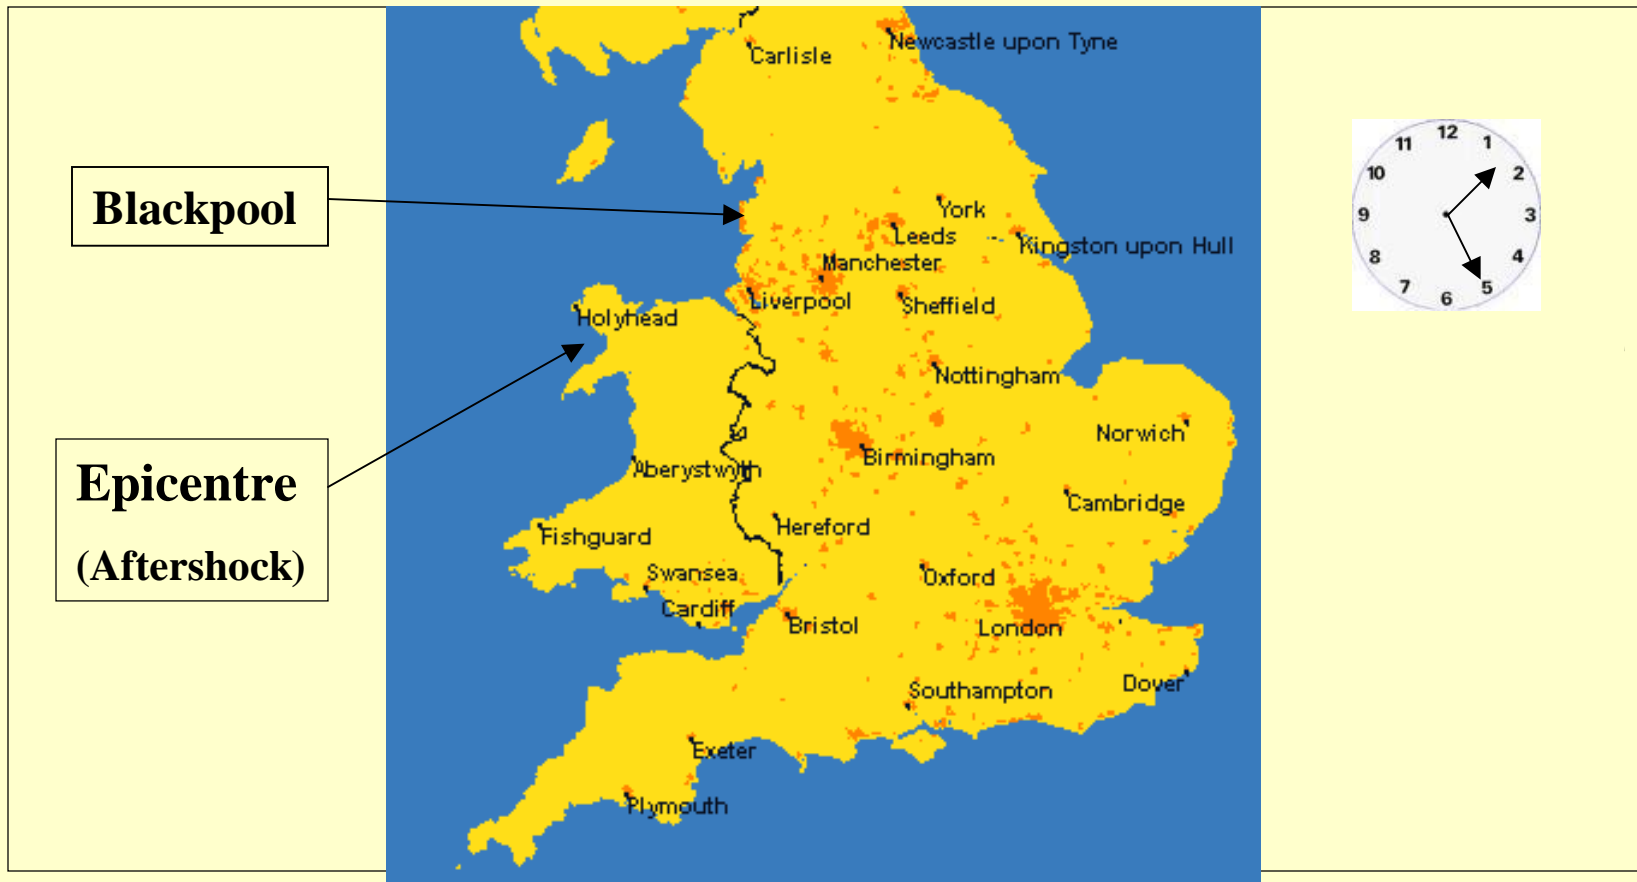 Carlisle
Newcastle upon Tyne
Blackpool
York
Leeds
Kingston upon Hull
Manchester
Liverpool
Sheffield
Holyhead
Nottingham
Norwich
Birmingham
Epicentre
(Aftershock)
Aberystwyth
Cambridge
Hereford
Fishguard
Swansea
Oxford
Cardiff
Bristol
London
Dover
Southampton
Exeter
Plymouth
12
11
1
10
2
9
3
8
4
7
5
6